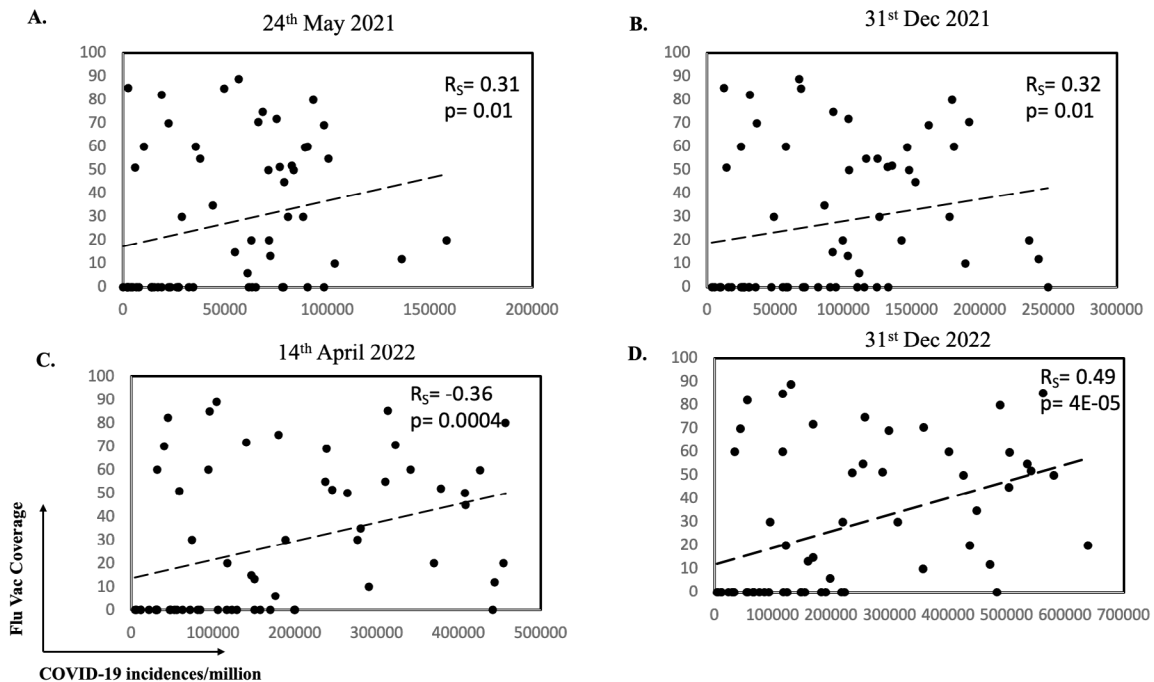 A.
24th May 2021
100
90
80
70
60
50
40
30
20
10
0
RS= 0.31
p= 0.01
0 50000 100000 150000 200000
B.
31st Dec 2021
100
90
80
70
60
50
40
30
20
10
0
RS= 0.32
p= 0.01
0 50000 100000 150000 200000 250000 300000
C.
14th April 2022
100
90
80
70
60
50
40
30
20
10
0
RS= -0.36
p= 0.0004
0 100000 200000 300000 400000 500000
D.
31st Dec 2022
100
90
80
70
60
50
40
30
20
10
0
RS= 0.49
p= 4E-05
0 100000 200000 300000 400000 500000 600000 700000
Flu Vac Coverage
COVID-19 incidences/million